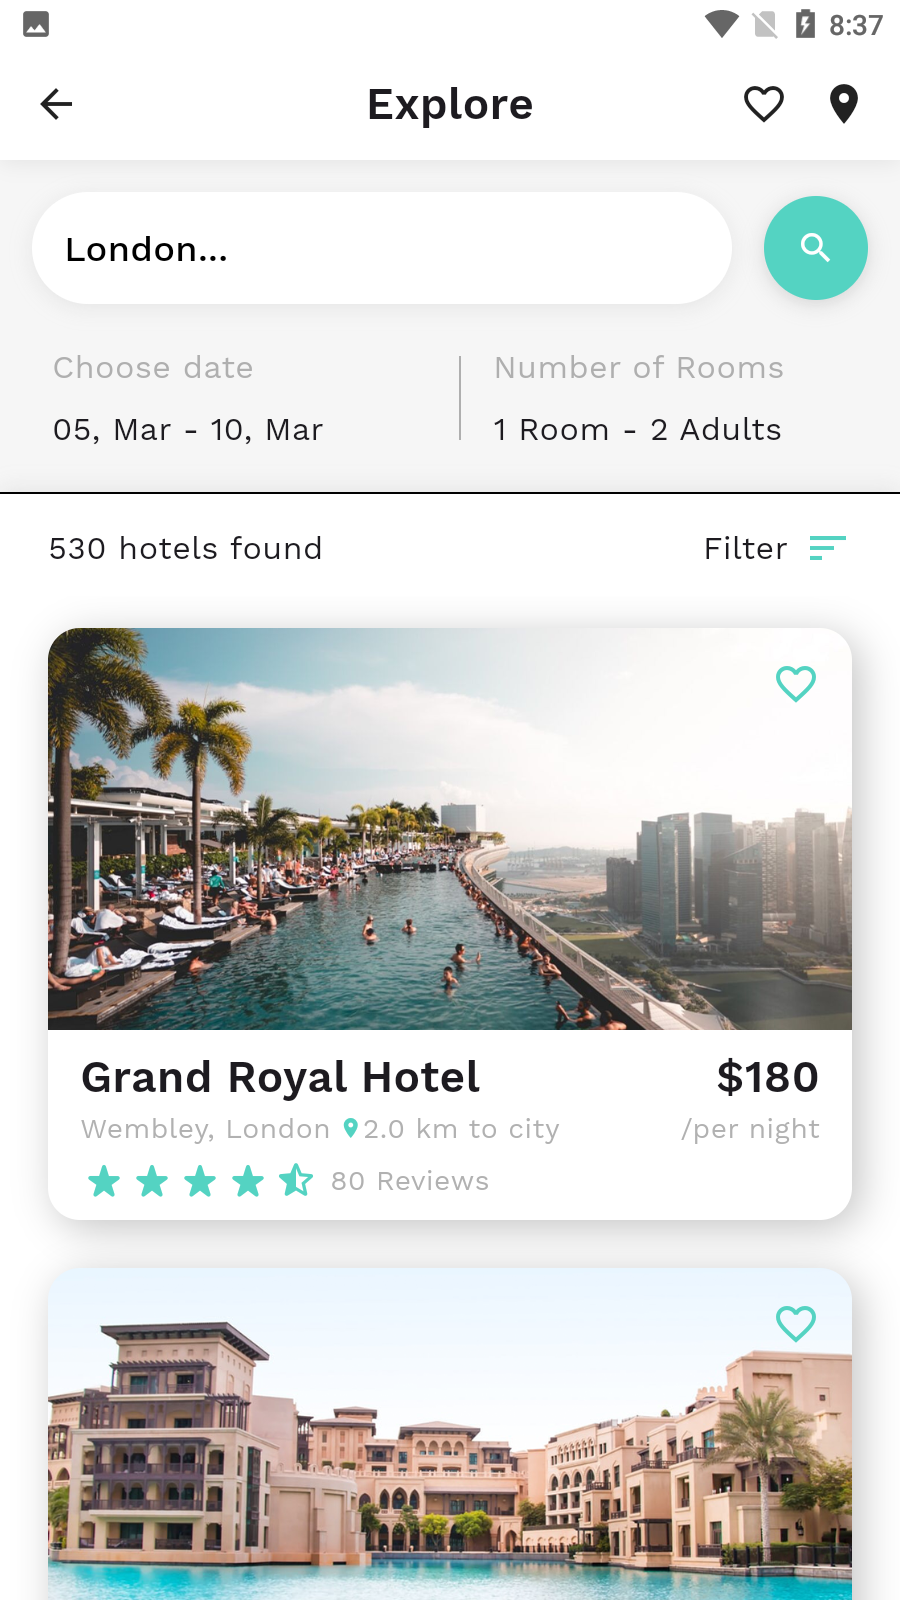 8:37
Explore
London...
Choose date
Number of Rooms
05, Mar - 10, Mar
1 Room - 2 Adults
530 hotels found
Filter
Grand Royal Hotel
$180
Wembley, London 2.0 km to city
/per night
80 Reviews